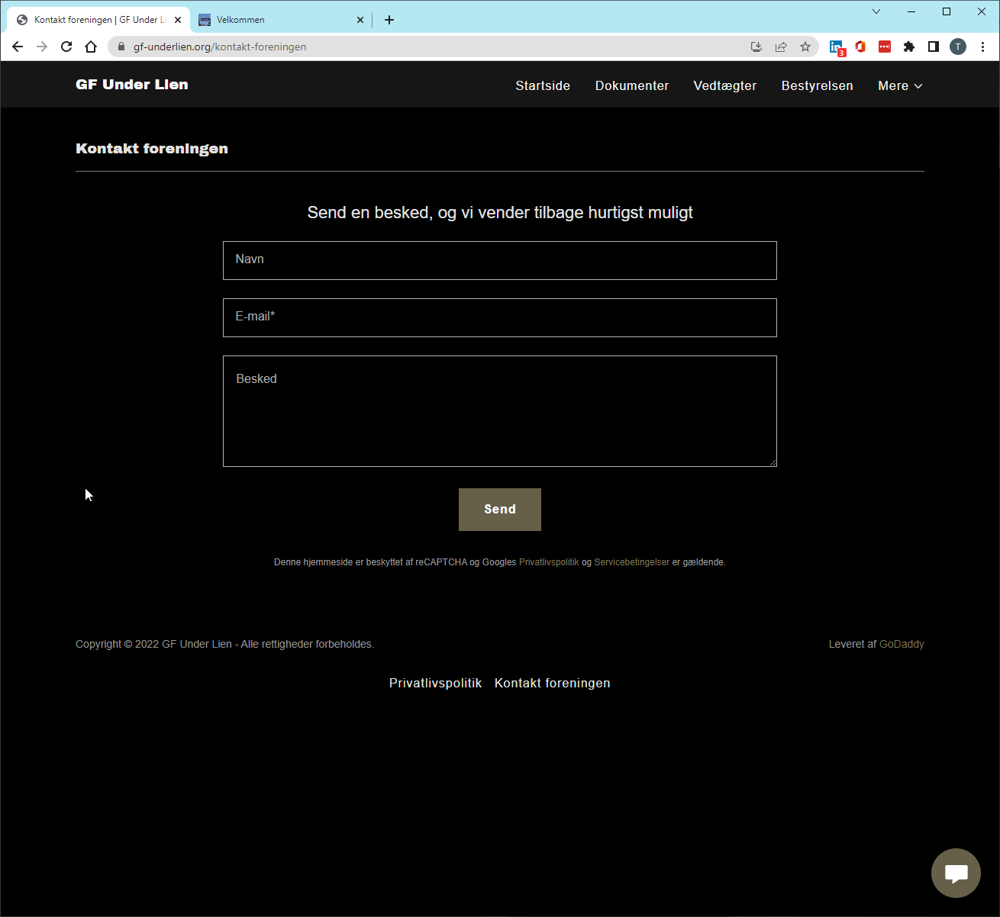 Kontakt foreningen | GF Under Li
Velkommen
gf-underlien.org/kontakt-foreningen
3
T
GF Under Lien
Startside Dokumenter Vedtægter Bestyrelsen Mere
Kontakt foreningen
Send en besked, og vi vender tilbage hurtigst muligt
Navn
E-mail*
Besked
Send
Denne hjemmeside er beskyttet af reCAPTCHA og Googles Privatlivspolitik og Servicebetingelser er gældende.
Copyright © 2022 GF Under Lien - Alle rettigheder forbeholdes.
Leveret af GoDaddy
Privatlivspolitik Kontakt foreningen